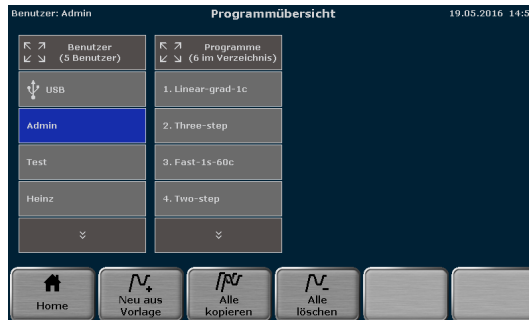 Benutzer: Admin
Programmübersicht
19.05.2016 14:5
Benutzer
(5 Benutzer)
Programme
(6 im Verzeichnis)
USB
1. Linear-grad-1c
Admin
2. Three-step
Test
3. Fast-1s-60c
Heinz
4. Two-step
Home
Neu aus
Vorlage
Alle
kopieren
Alle
löschen